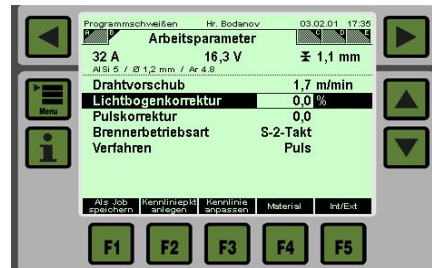 Programmschweißen Hr. Bodanov 03.02.01 17:35
A B Arbeitsparameter C D E
32 A 16,3 V 1,1 mm
AlSi 5 / Ø 1,2 mm / Ar 4.8
Drahtvorschub 1,7 m/min
Lichtbogenkorrektur 0,0 %
Pulskorrektur 0,0
Brennerbetriebsart S-2-Takt
Verfahren Puls
Als Job speichern
Kennliniepkt anlegen
Kennlinie anpassen
Material
Int/Ext
Menu
F1 F2 F3 F4 F5